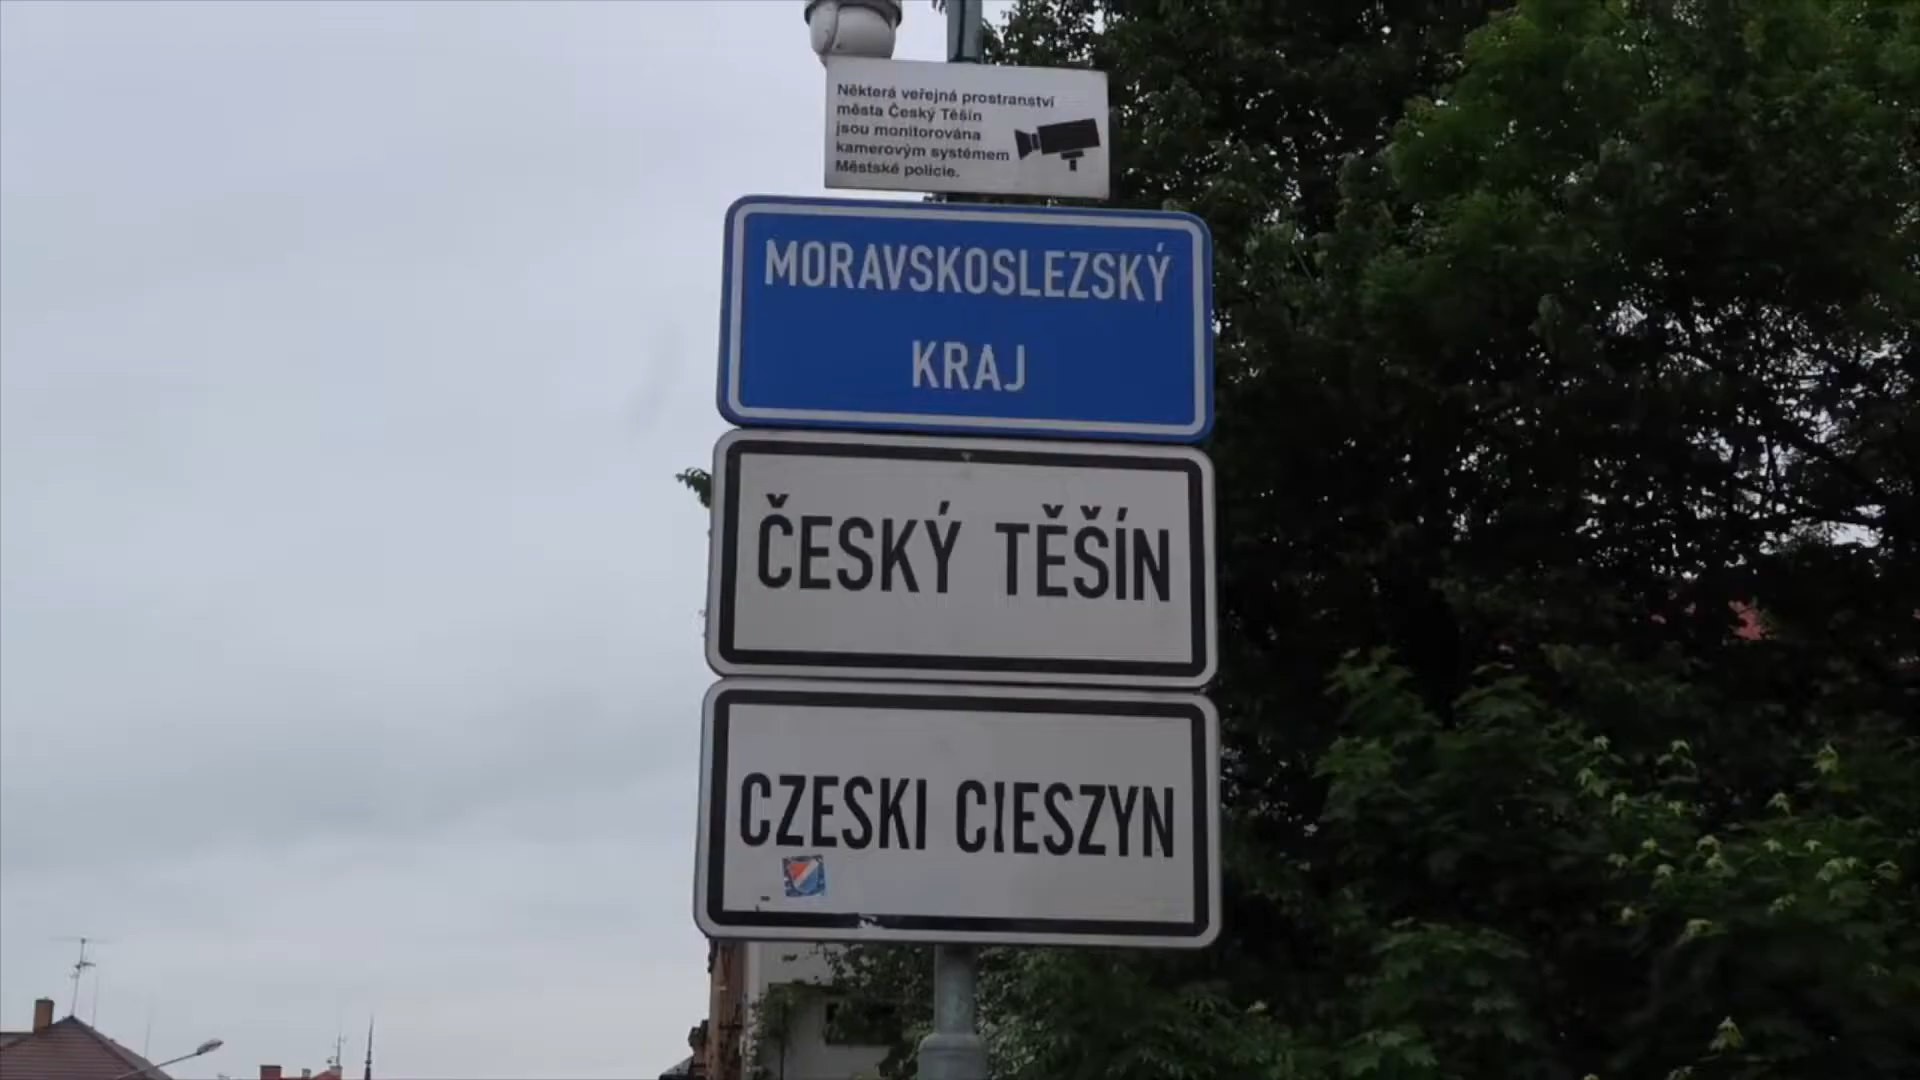 Některá veřejná prostranství
města Český Těšín
jsou monitorována
kamerovým systémem
Městské policie.
MORAVSKOSLEZSKÝ
KRAJ
ČESKÝ TĚŠÍN
CZESKI CIESZYN